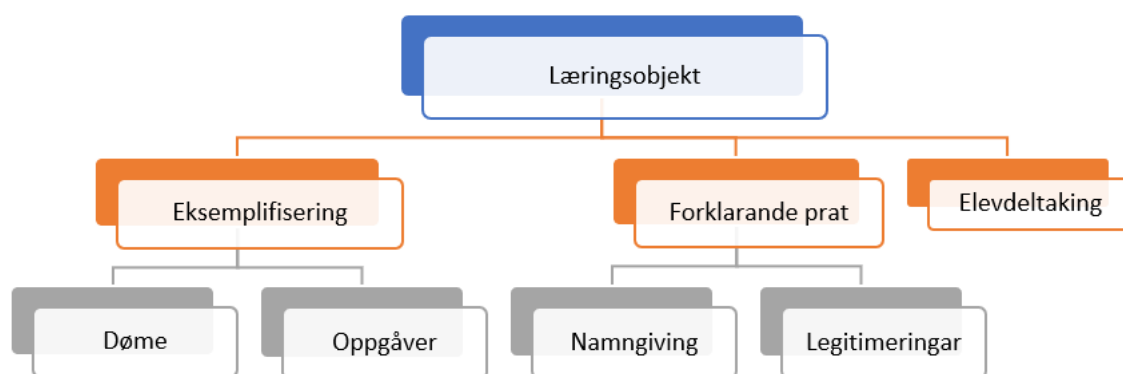 Læringsobjekt
Eksemplifisering
Forklarande prat
Elevdeltaking
Døme
Oppgåver
Namngiving
Legitimeringar